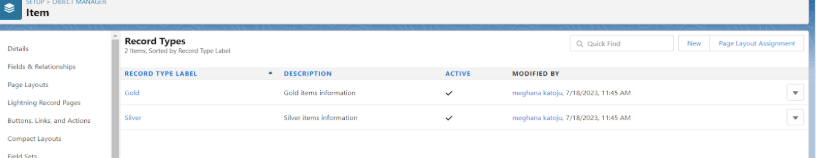 SETUP > OBJECT MANAGER
Item
Details
Fields & Relationships
Page Layouts
Lightning Record Pages
Buttons, Links, and Actions
Compact Layouts
Field Sets
Record Types
2 Items, Sorted by Record Type Label
Quick Find
New
Page Layout Assignment
RECORD TYPE LABEL DESCRIPTION ACTIVE MODIFIED BY
Gold Gold items information meghana katoju, 7/18/2023, 11:45 AM
Silver Silver items information meghana katoju, 7/18/2023, 11:45 AM